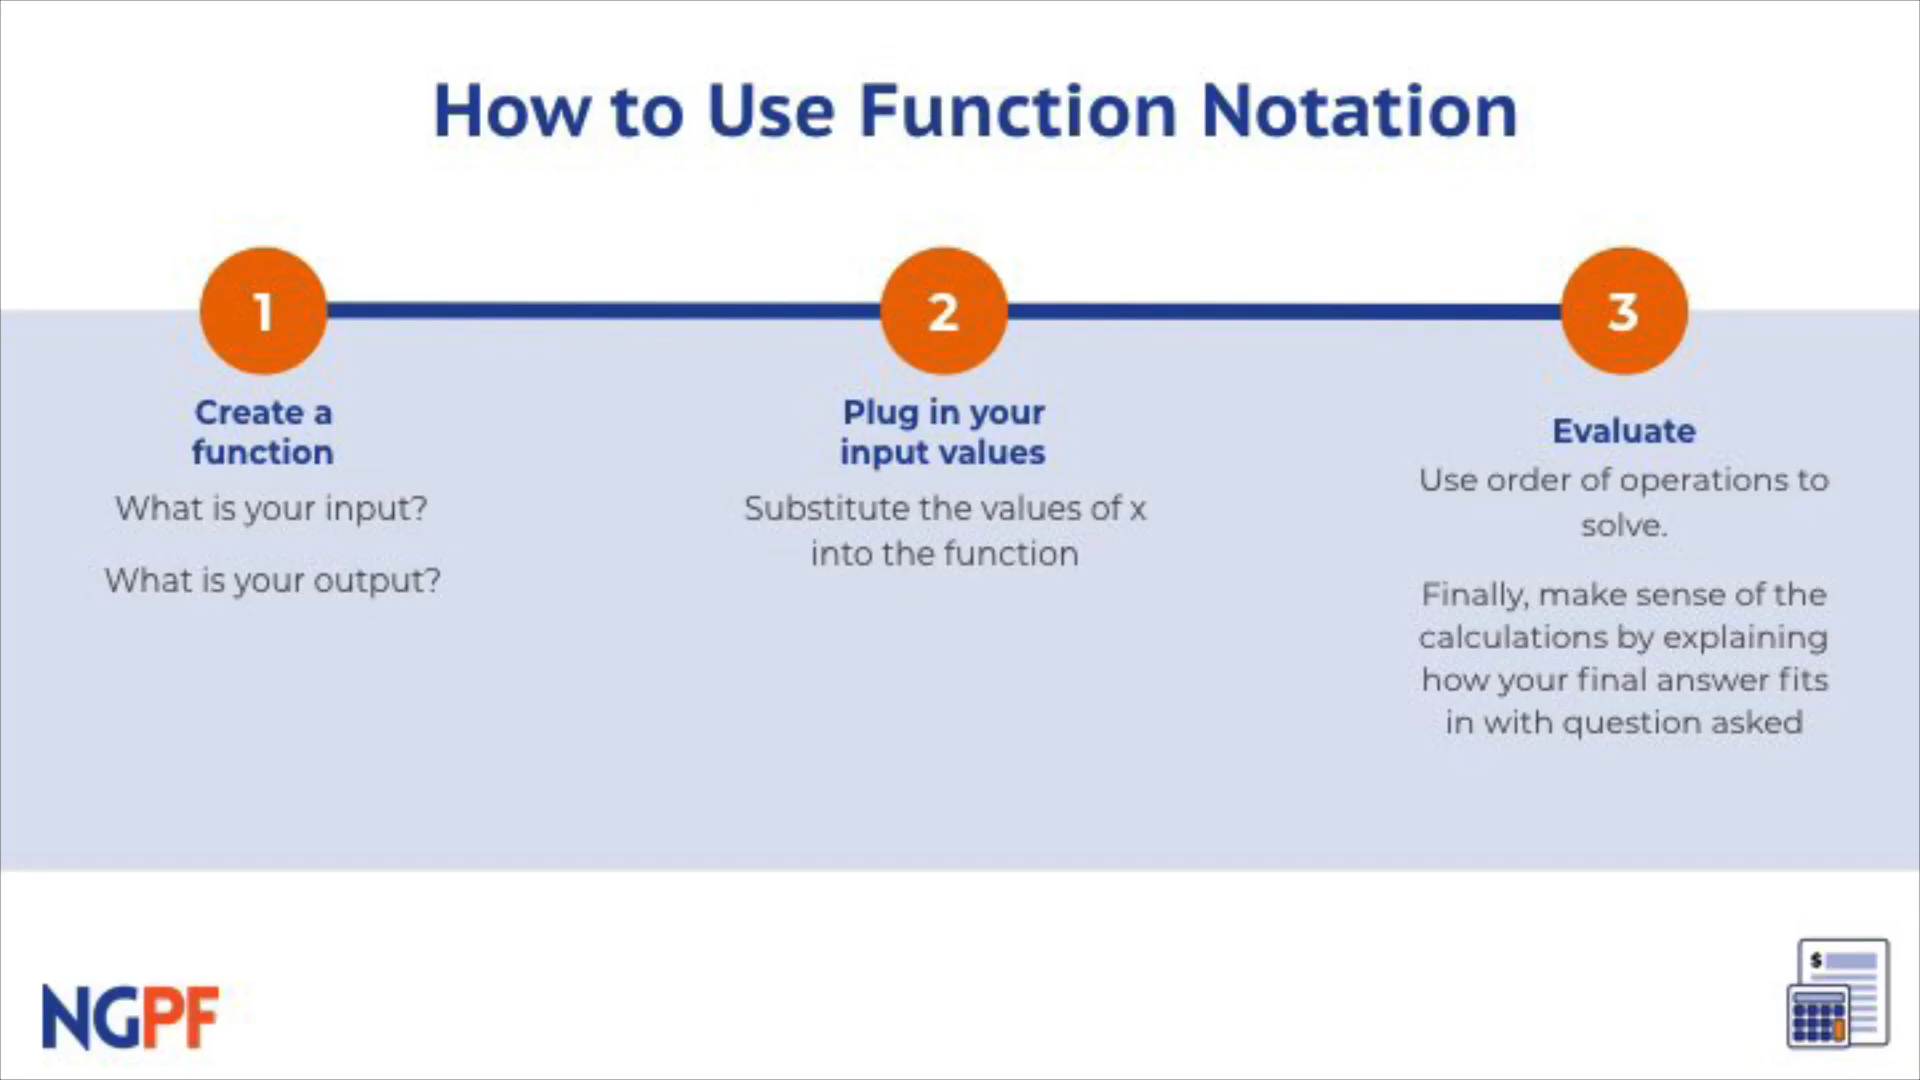 How to Use Function Notation
1
2
3
Create a
function
What is your input?
What is your output?
Plug in your
input values
Substitute the values of x
into the function
Evaluate
Use order of operations to
solve.
Finally, make sense of the
calculations by explaining
how your final answer fits
in with question asked
NGPF
$